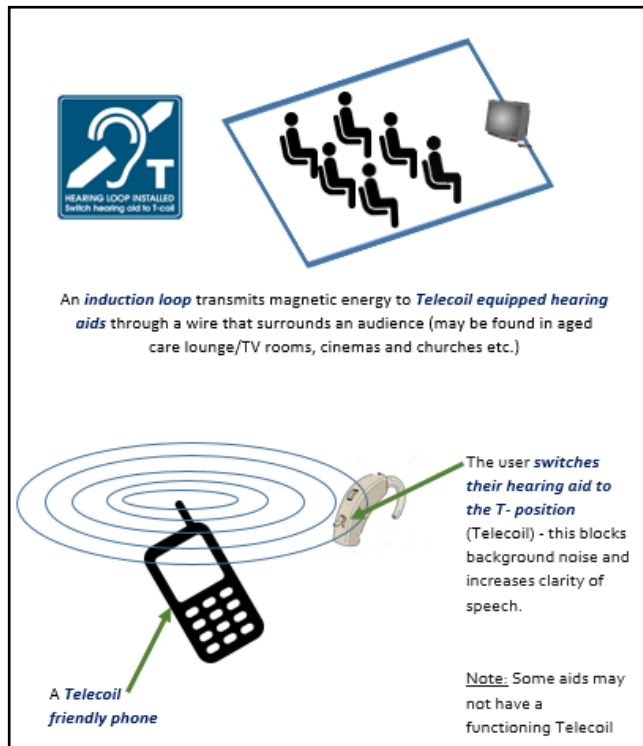 T
HEARING LOOP INSTALLED
Switch hearing aid to T-coil
An induction loop transmits magnetic energy to Telecoil equipped hearing
aids through a wire that surrounds an audience (may be found in aged
care lounge/TV rooms, cinemas and churches etc.)
The user switches
their hearing aid to
the T- position
(Telecoil) - this blocks
background noise and
increases clarity of
speech.
A Telecoil
friendly phone
Note: Some aids may
not have a
functioning Telecoil